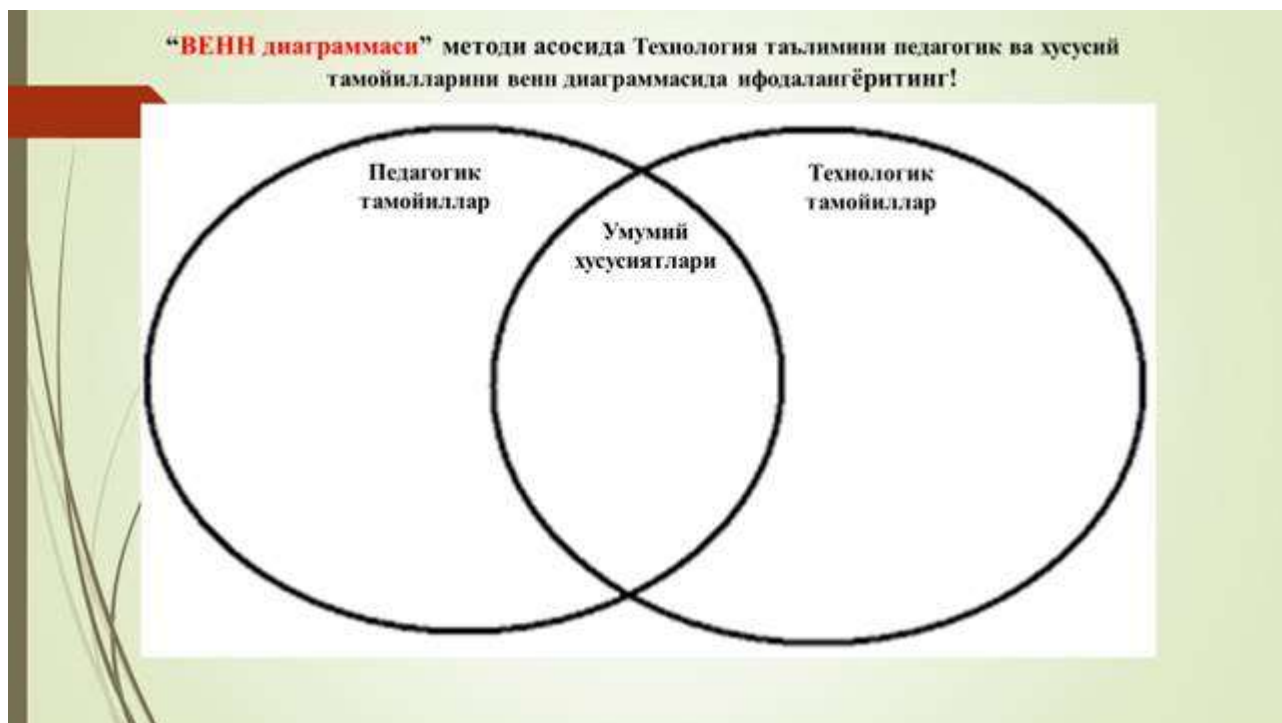 “ВЕНН диаграммаси” методи асосида Технология таълимини педагогик ва хусусий
тамойилларини венн диаграммасида ифодалангёритинг!
Педагогик
тамойиллар
Умумий
хусусиятлари
Технологик
тамойиллар